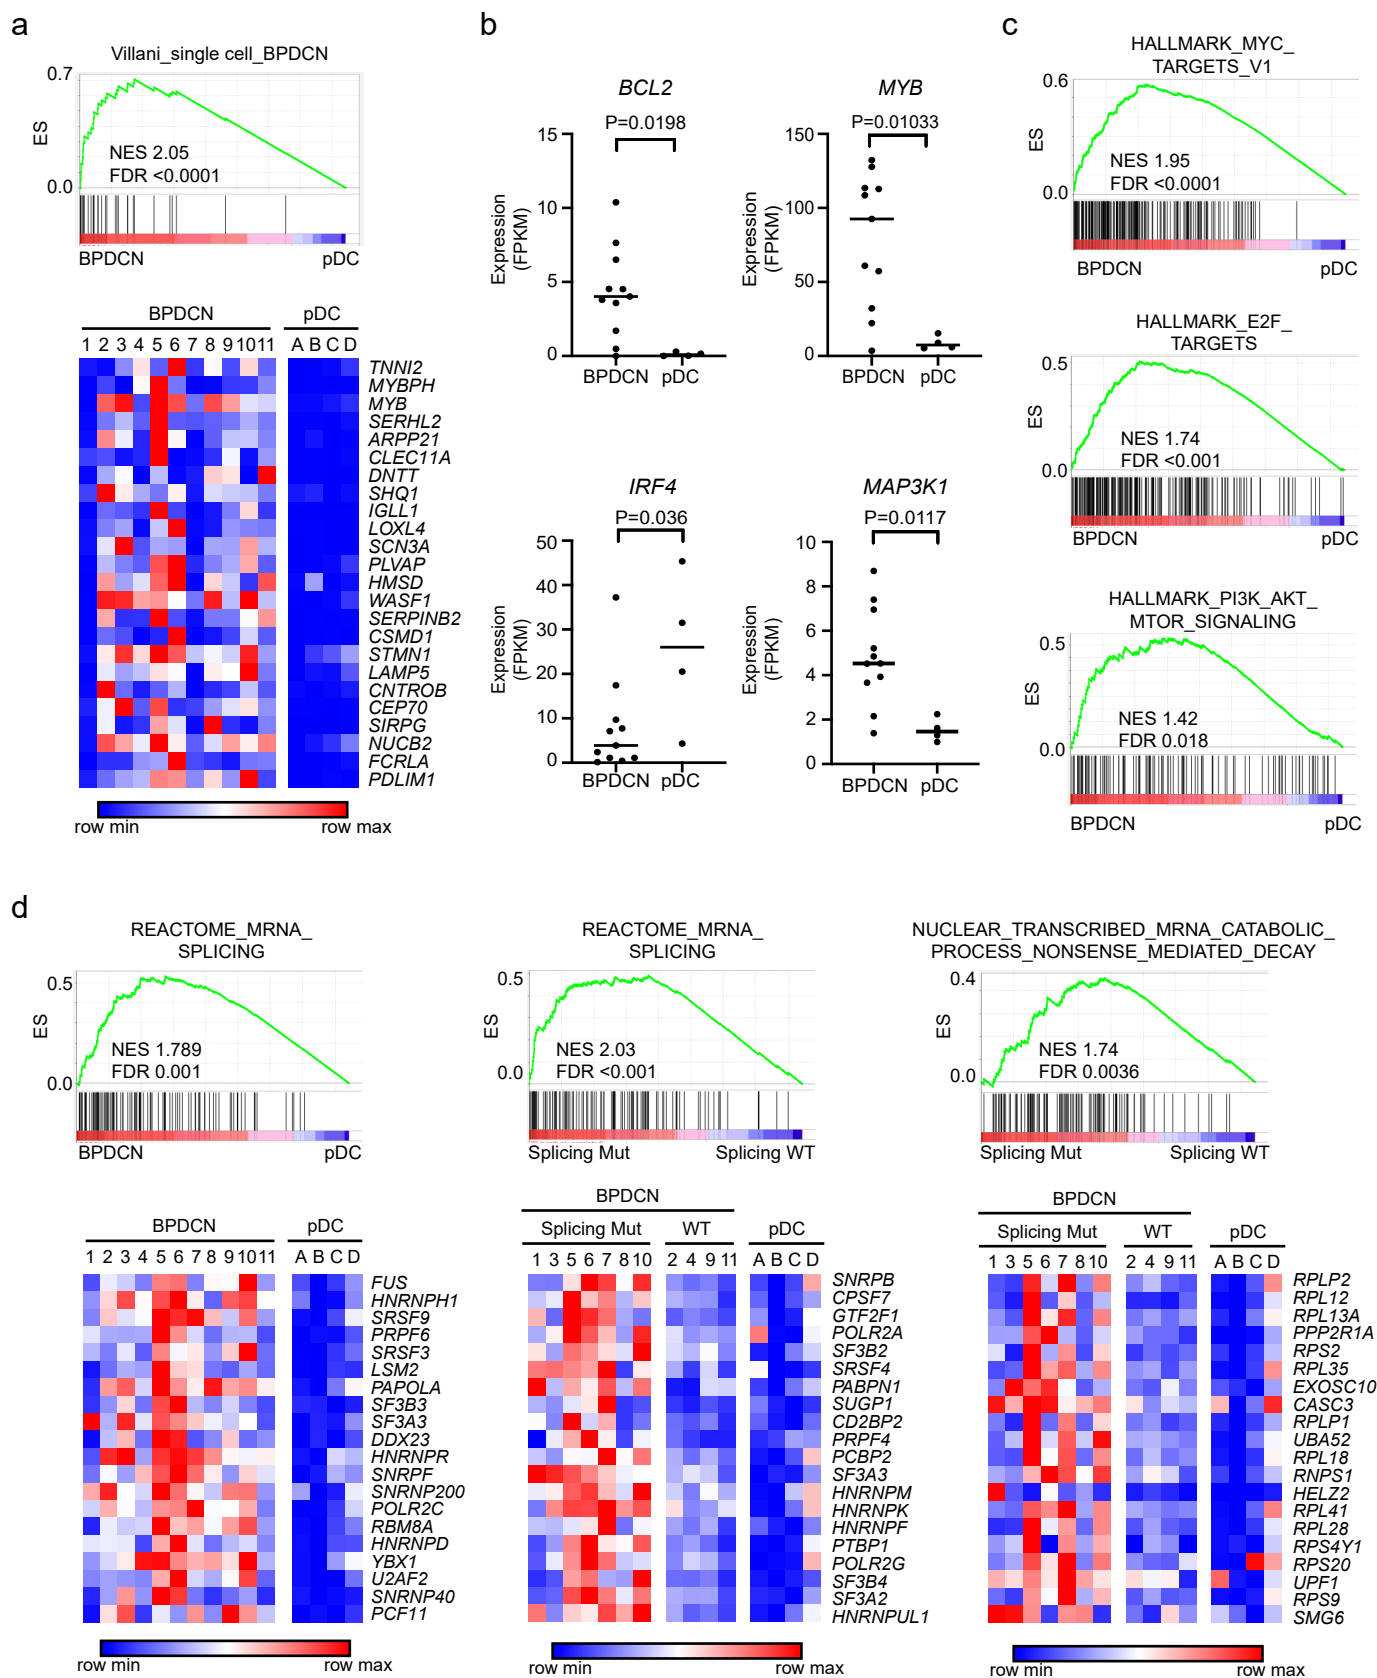 a
Villani_single cell_BPDCN
0.7
ES
0.0
NES 2.05
FDR <0.0001
BPDCN pDC
BPDCN pDC
1 2 3 4 5 6 7 8 9 10 11 A B C D
TNNI2
MYBPH
MYB
SERHL2
ARPP21
CLEC11A
DNTT
SHQ1
IGLL1
LOXL4
SCN3A
PLVAP
HMSD
WASF1
SERPINB2
CSMD1
STMN1
LAMP5
CNTROB
CEP70
SIRPG
NUCB2
FCRLA
PDLIM1
row min row max
b
BCL2
P=0.0198
Expression
(FPKM)
15
10
5
0
BPDCN pDC
MYB
P=0.01033
Expression
(FPKM)
150
100
50
0
BPDCN pDC
IRF4
P=0.036
Expression
(FPKM)
50
40
30
20
10
0
BPDCN pDC
MAP3K1
P=0.0117
Expression
(FPKM)
10
8
6
4
2
0
BPDCN pDC
c
HALLMARK_MYC_
TARGETS_V1
0.6
ES
0.0
NES 1.95
FDR <0.0001
BPDCN pDC
HALLMARK_E2F_
TARGETS
0.5
ES
0.0
NES 1.74
FDR <0.001
BPDCN pDC
HALLMARK_PI3K_AKT_
MTOR_SIGNALING
0.5
ES
0.0
NES 1.42
FDR 0.018
BPDCN pDC
d
REACTOME_MRNA_
SPLICING
0.5
ES
0.0
NES 1.789
FDR 0.001
BPDCN pDC
BPDCN pDC
1 2 3 4 5 6 7 8 9 10 11 A B C D
FUS
HNRNPH1
SRSF9
PRPF6
SRSF3
LSM2
PAPOLA
SF3B3
SF3A3
DDX23
HNRNPR
SNRPF
SNRNP200
POLR2C
RBM8A
HNRNPD
YBX1
U2AF2
SNRNP40
PCF11
row min row max
REACTOME_MRNA_
SPLICING
0.5
ES
0.0
NES 2.03
FDR <0.001
Splicing Mut Splicing WT
BPDCN
Splicing Mut WT pDC
1 3 5 6 7 8 10 2 4 9 11 A B C D
SNRPB
CPSF7
GTF2F1
POLR2A
SF3B2
SRSF4
PABPN1
SUGP1
CD2BP2
PRPF4
PCBP2
SF3A3
HNRNPM
HNRNPK
HNRNPF
PTBP1
POLR2G
SF3B4
SF3A2
HNRNPUL1
row min row max
NUCLEAR_TRANSCRIBED_MRNA_CATABOLIC_
PROCESS_NONSENSE_MEDIATED_DECAY
0.4
ES
0.0
NES 1.74
FDR 0.0036
Splicing Mut Splicing WT
BPDCN
Splicing Mut WT pDC
1 3 5 6 7 8 10 2 4 9 11 A B C D
RPLP2
RPL12
RPL13A
PPP2R1A
RPS2
RPL35
EXOSC10
CASC3
RPLP1
UBA52
RPL18
RNPS1
HELZ2
RPL41
RPL28
RPS4Y1
RPS20
UPF1
RPS9
SMG6
row min row max